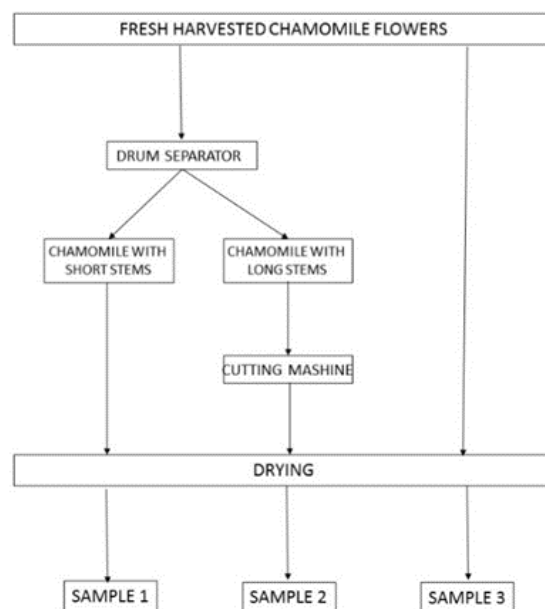 FRESH HARVESTED CHAMOMILE FLOWERS
DRUM SEPARATOR
CHAMOMILE WITH
SHORT STEMS
CHAMOMILE WITH
LONG STEMS
CUTTING MASHINE
DRYING
SAMPLE 1
SAMPLE 2
SAMPLE 3